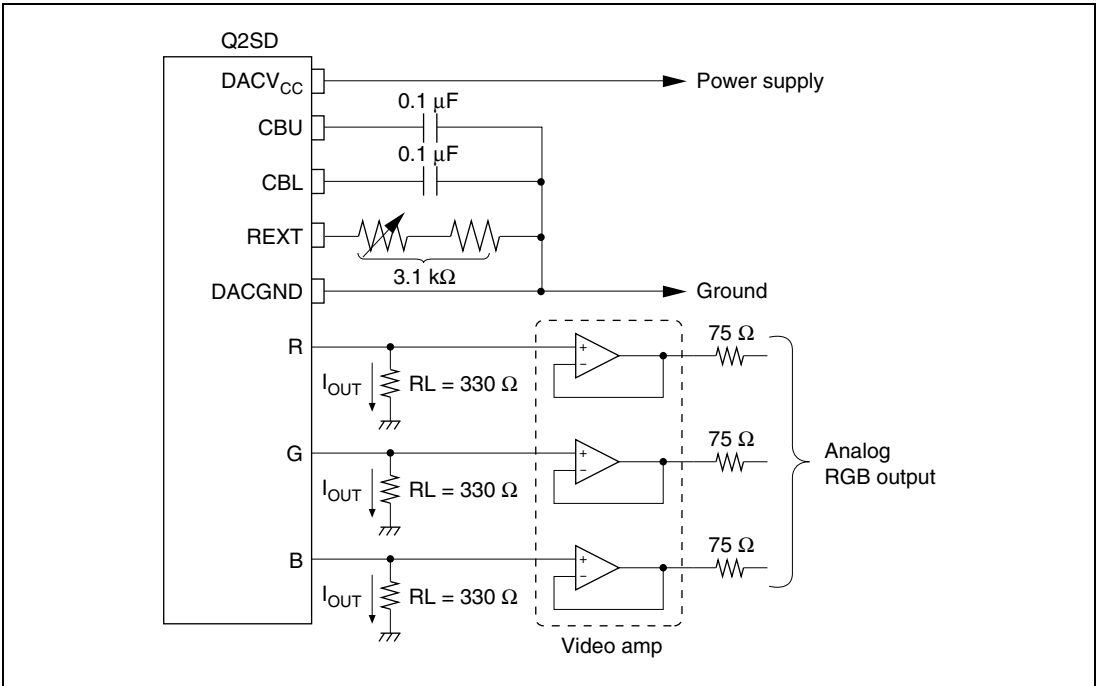 Q2SD
DACVCC
Power supply
0.1 μF
CBU
0.1 μF
CBL
REXT
3.1 kΩ
DACGND
Ground
75 Ω
R
+
−
IOUT
RL = 330 Ω
75 Ω
G
+
−
Analog
RGB output
IOUT
RL = 330 Ω
75 Ω
B
+
−
IOUT
RL = 330 Ω
Video amp